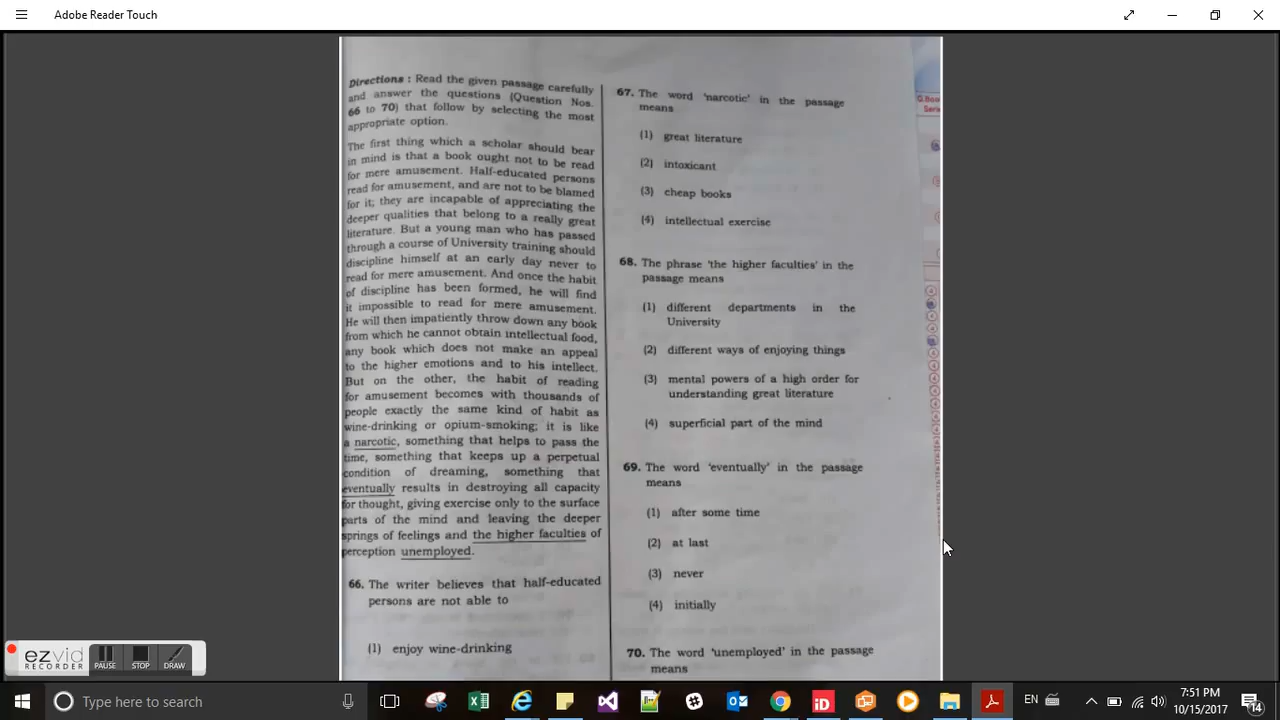 Adobe Reader Touch
Directions : Read the given passage carefully
and answer the questions (Question Nos.
66 to 70) that follow by selecting the most
appropriate option.
The first thing which a scholar should bear
in mind is that a book ought not to be read
for mere amusement. Half-educated persons
read for amusement, and are not to be blamed
for it; they are incapable of appreciating the
deeper qualities that belong to a really great
literature. But a young man who has passed
through a course of University training should
discipline himself at an early day never to
read for mere amusement. And once the habit
of discipline has been formed, he will find
it impossible to read for mere amusement.
He will then impatiently throw down any book
from which he cannot obtain intellectual food,
any book which does not make an appeal
to the higher emotions and to his intellect.
But on the other, the habit of reading
for amusement becomes with thousands of
people exactly the same kind of habit as
wine-drinking or opium-smoking; it is like
a narcotic, something that helps to pass the
time, something that keeps up a perpetual
condition of dreaming, something that
eventually results in destroying all capacity
for thought, giving exercise only to the surface
parts of the mind and leaving the deeper
springs of feelings and the higher faculties of
perception unemployed.
66. The writer believes that half-educated
persons are not able to
(1) enjoy wine-drinking
67. The word 'narcotic' in the passage
means
(1) great literature
(2) intoxicant
(3) cheap books
(4) intellectual exercise
68. The phrase 'the higher faculties' in the
passage means
(1) different departments in the
University
(2) different ways of enjoying things
(3) mental powers of a high order for
understanding great literature
(4) superficial part of the mind
69. The word 'eventually' in the passage
means
(1) after some time
(2) at last
(3) never
(4) initially
70. The word 'unemployed' in the passage
means
G.Boo
Seri
ezvid
RECORDER
PAUSE
STOP
DRAW
Type here to search
EN
7:51 PM
10/15/2017
14